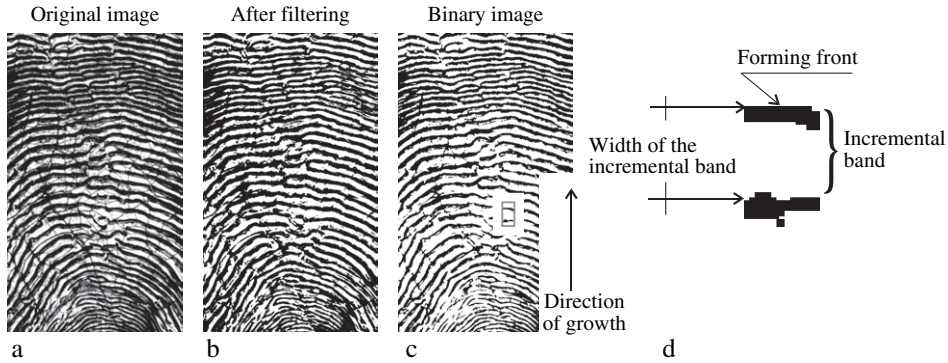 Original image
After filtering
Binary image
Forming front
Width of the
incremental band
Incremental
band
Direction
of growth
a
b
c
d